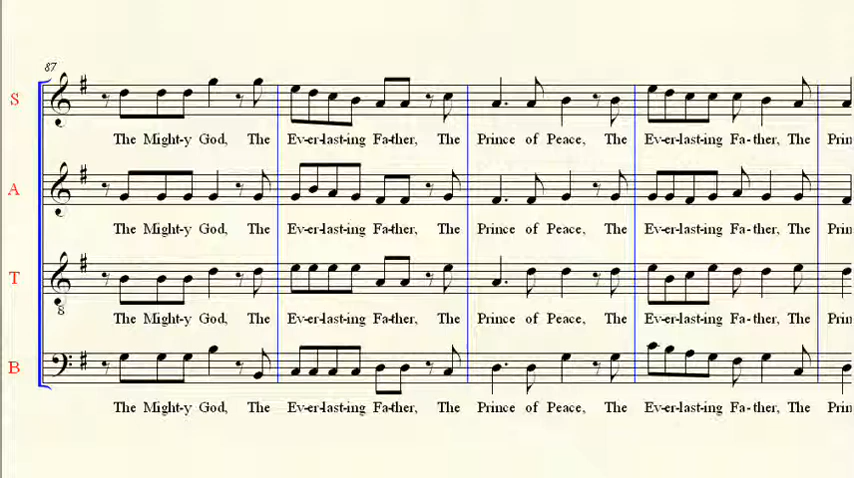 87
S
The Might-y God, The Ev-er-last-ing Fa-ther, The Prince of Peace, The Ev-er-last-ing Fa-ther, The Prin
A
The Might-y God, The Ev-er-last-ing Fa-ther, The Prince of Peace, The Ev-er-last-ing Fa-ther, The Prin
T
8
The Might-y God, The Ev-er-last-ing Fa-ther, The Prince of Peace, The Ev-er-last-ing Fa-ther, The Prin
B
The Might-y God, The Ev-er-last-ing Fa-ther, The Prince of Peace, The Ev-er-last-ing Fa-ther, The Prin